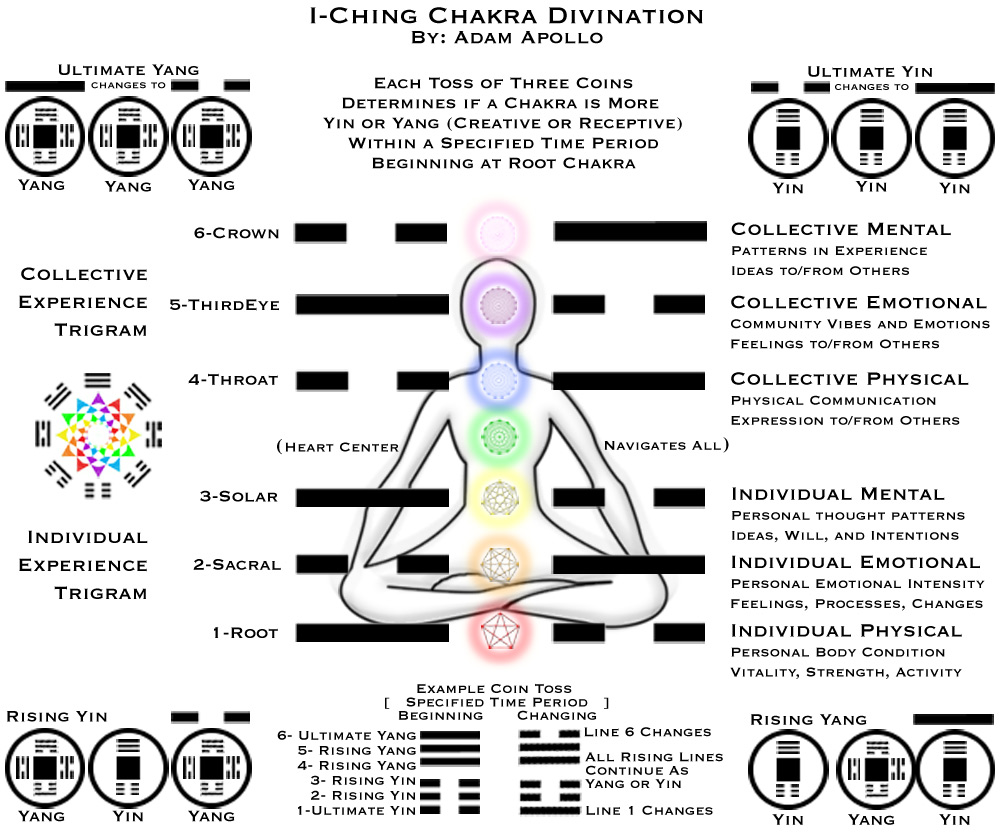 I-Ching Chakra Divination
By: Adam Apollo
Ultimate Yang
changes to
Yang Yang Yang
Each Toss of Three Coins
Determines if a Chakra is More
Yin or Yang (Creative or Receptive)
Within a Specified Time Period
Beginning at Root Chakra
Ultimate Yin
changes to
Yin Yin Yin
6-Crown
Collective Mental
Patterns in Experience
Ideas to/from Others
Collective
Experience
Trigram
5-ThirdEye
Collective Emotional
Community Vibes and Emotions
Feelings to/from Others
4-Throat
Collective Physical
Physical Communication
Expression to/from Others
(Heart Center
Navigates All)
3-Solar
Individual Mental
Personal thought patterns
Ideas, Will, and Intentions
Individual
Experience
Trigram
2-Sacral
Individual Emotional
Personal Emotional Intensity
Feelings, Processes, Changes
1-Root
Individual Physical
Personal Body Condition
Vitality, Strength, Activity
Rising Yin
Yang Yin Yang
Example Coin Toss
[ Specified Time Period ]
Beginning Changing
6- Ultimate Yang
5- Rising Yang
4- Rising Yang
3- Rising Yin
2- Rising Yin
1-Ultimate Yin
Line 6 Changes
All Rising Lines
Continue As
Yang or Yin
Line 1 Changes
Rising Yang
Yin Yang Yin